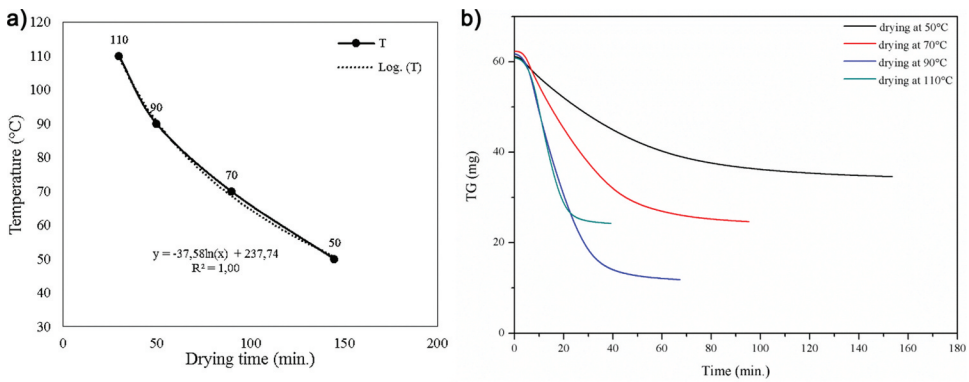 a)
120
110
100
90
80
70
60
50
40
30
Temperature (°C)
110
90
70
50
T
Log. (T)
y = -37,58ln(x) + 237,74
R² = 1,00
0 50 100 150 200
Drying time (min.)
b)
60
40
20
0
TG (mg)
drying at 50°C
drying at 70°C
drying at 90°C
drying at 110°C
0 20 40 60 80 100 120 140 160 180
Time (min.)